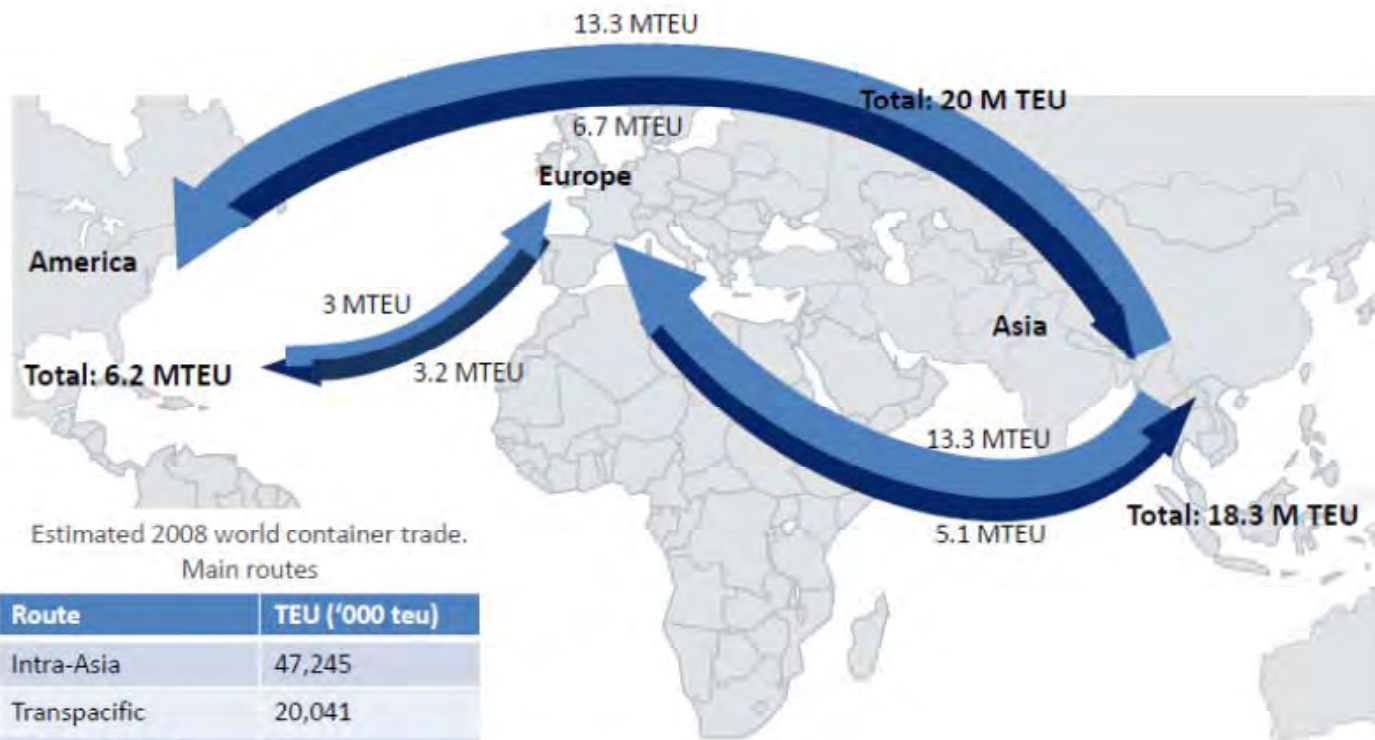 13.3 MTEU
Total: 20 M TEU
6.7 MTEU
Europe
America
3 MTEU
Asia
Total: 6.2 MTEU
3.2 MTEU
13.3 MTEU
Total: 18.3 M TEU
5.1 MTEU
Estimated 2008 world container trade.
Main routes
Route TEU (‘000 teu)
Intra-Asia 47,245
Transpacific 20,041